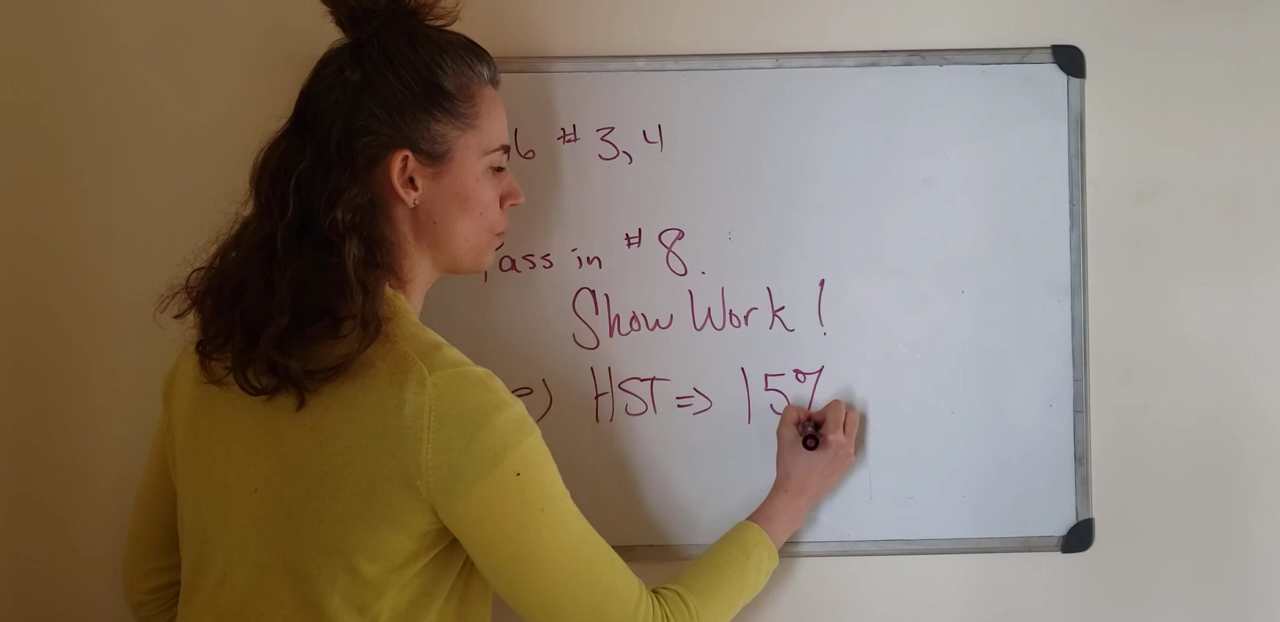 6 # 3, 4
ass in # 8.
Show Work !
e) HST => 15%